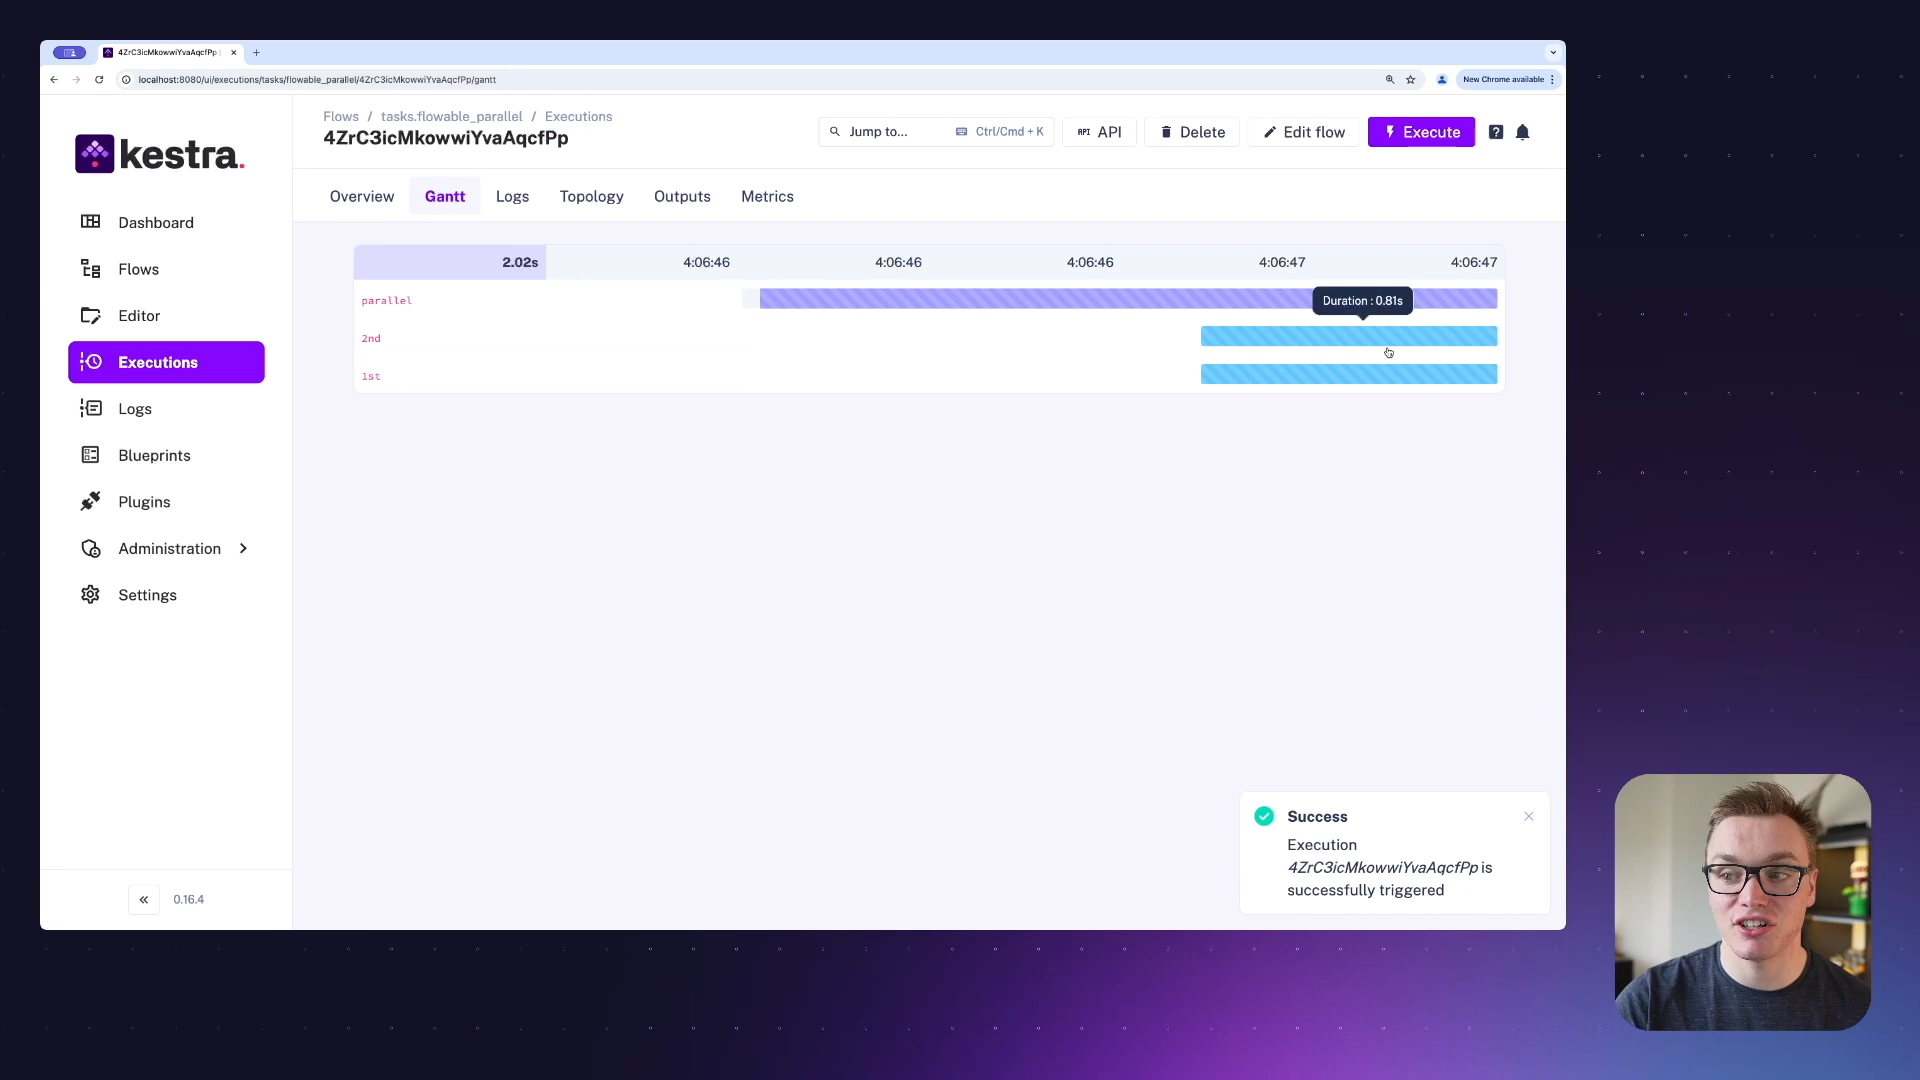 4ZrC3icMkowwiYvaAqcfPp
localhost:8080/ui/executions/tasks/flowable_parallel/4ZrC3icMkowwiYvaAqcfPp/gantt
New Chrome available
kestra.
Flows / tasks.flowable_parallel / Executions
4ZrC3icMkowwiYvaAqcfPp
Jump to... Ctrl/Cmd + K
API API
Delete
Edit flow
Execute
Overview Gantt Logs Topology Outputs Metrics
Dashboard
Flows
Editor
Executions
Logs
Blueprints
Plugins
Administration
Settings
0.16.4
2.02s 4:06:46 4:06:46 4:06:46 4:06:47 4:06:47
parallel
Duration : 0.81s
2nd
1st
Success
Execution
4ZrC3icMkowwiYvaAqcfPp is
successfully triggered